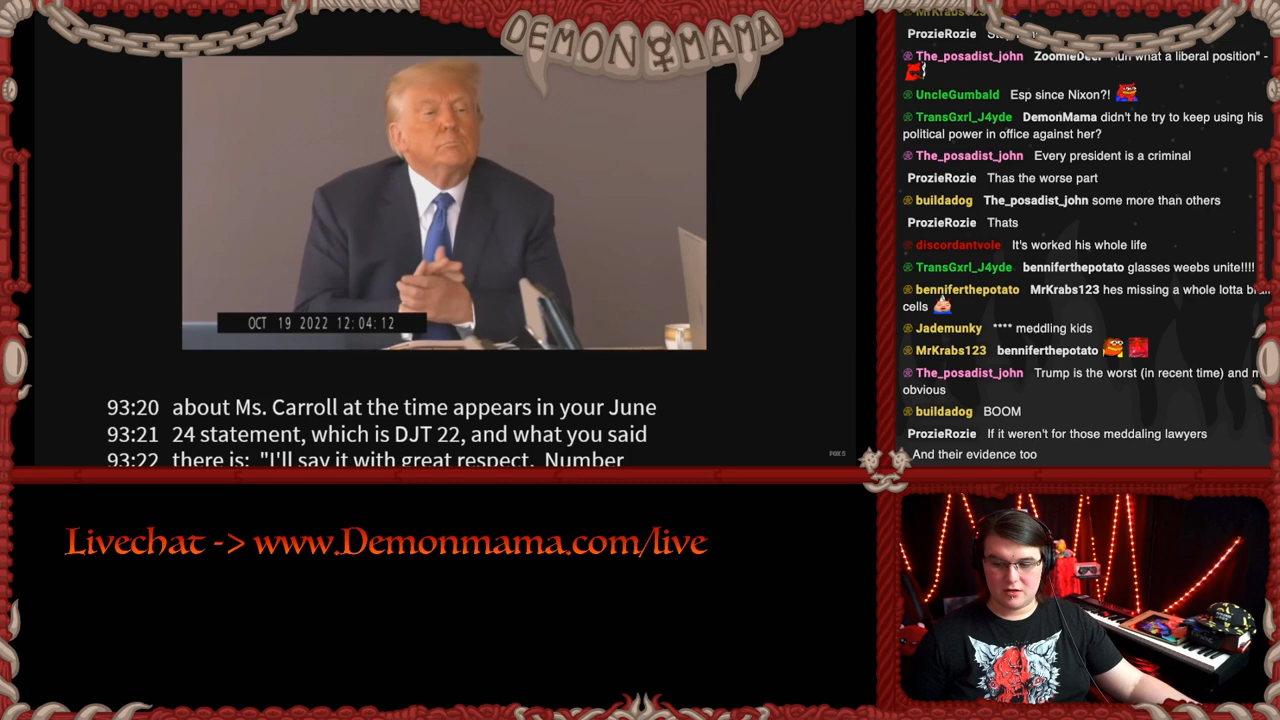 DEMON MAMA
OCT 19 2022 12:04:12
93:20 about Ms. Carroll at the time appears in your June
93:21 24 statement, which is DJT 22, and what you said
93:22 there is: "I'll say it with great respect. Number
FOX 5
Livechat -> www.Demonmama.com/live
MrKrabs123
ProzieRozie
The_posadist_john ZoomieDeer "huh what a liberal position" -
UncleGumbald Esp since Nixon?!
TransGxrl_J4yde DemonMama didn't he try to keep using his
political power in office against her?
The_posadist_john Every president is a criminal
ProzieRozie Thas the worse part
buildadog The_posadist_john some more than others
ProzieRozie Thats
discordantvole It's worked his whole life
TransGxrl_J4yde benniferthepotato glasses weebs unite!!!!
benniferthepotato MrKrabs123 hes missing a whole lotta
cells
Jademunky **** meddling kids
MrKrabs123 benniferthepotato
The_posadist_john Trump is the worst (in recent time) and
obvious
buildadog BOOM
ProzieRozie If it weren't for those meddaling lawyers
And their evidence too